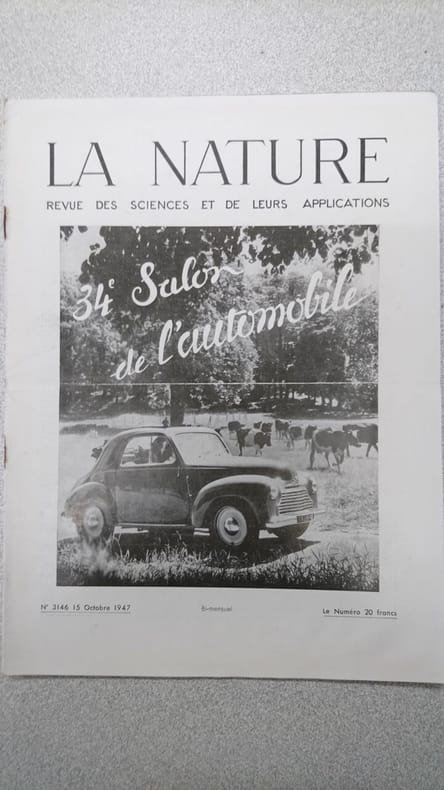 LA NATURE
REVUE DES SCIENCES ET DE LEURS APPLICATIONS
34e Salon
de l'automobile
N° 3146 15 Octobre 1947 Bi-mensuel Le Numéro 20 francs